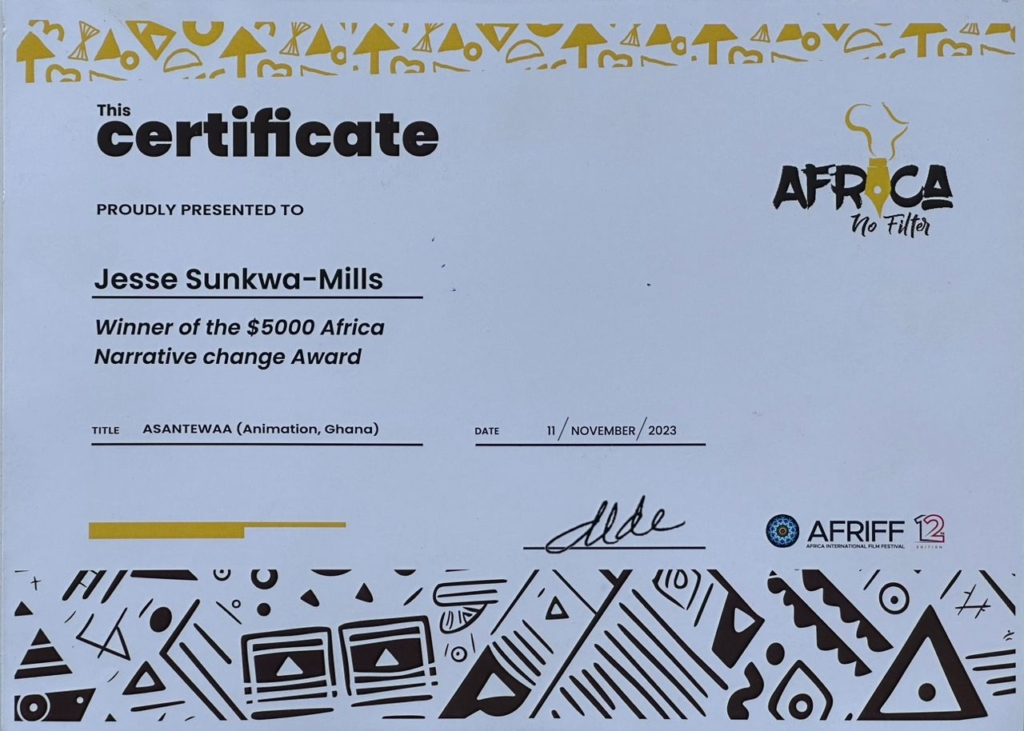 This
certificate
PROUDLY PRESENTED TO
Jesse Sunkwa-Mills
Winner of the $5000 Africa
Narrative change Award
TITLE ASANTEWAA (Animation, Ghana)
DATE 11/NOVEMBER/2023
AFRICA
No Filter
AFRIFF 12
AFRICA INTERNATIONAL FILM FESTIVAL EDITION